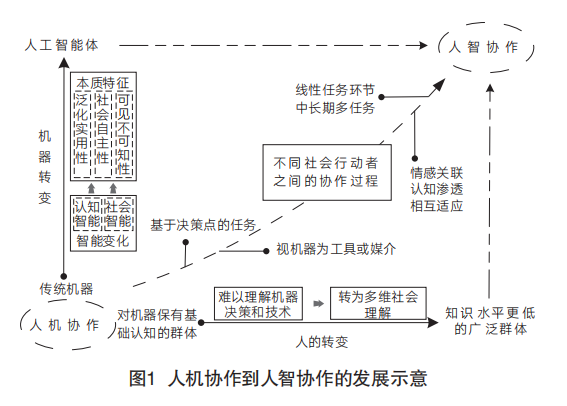 人工智能体
人智协作
本质特征
泛化实用性
社会自主性
可见不可知性
线性任务环节
中长期多任务
机器转变
不同社会行动者
之间的协作过程
情感关联
认知渗透
相互适应
认知智能
社会智能
智能变化
基于决策点的任务
视机器为工具或媒介
传统机器
人机协作
对机器保有基
础认知的群体
难以理解机器
决策和技术
转为多维社会
理解
知识水平更低
的广泛群体
人的转变
图1 人机协作到人智协作的发展示意